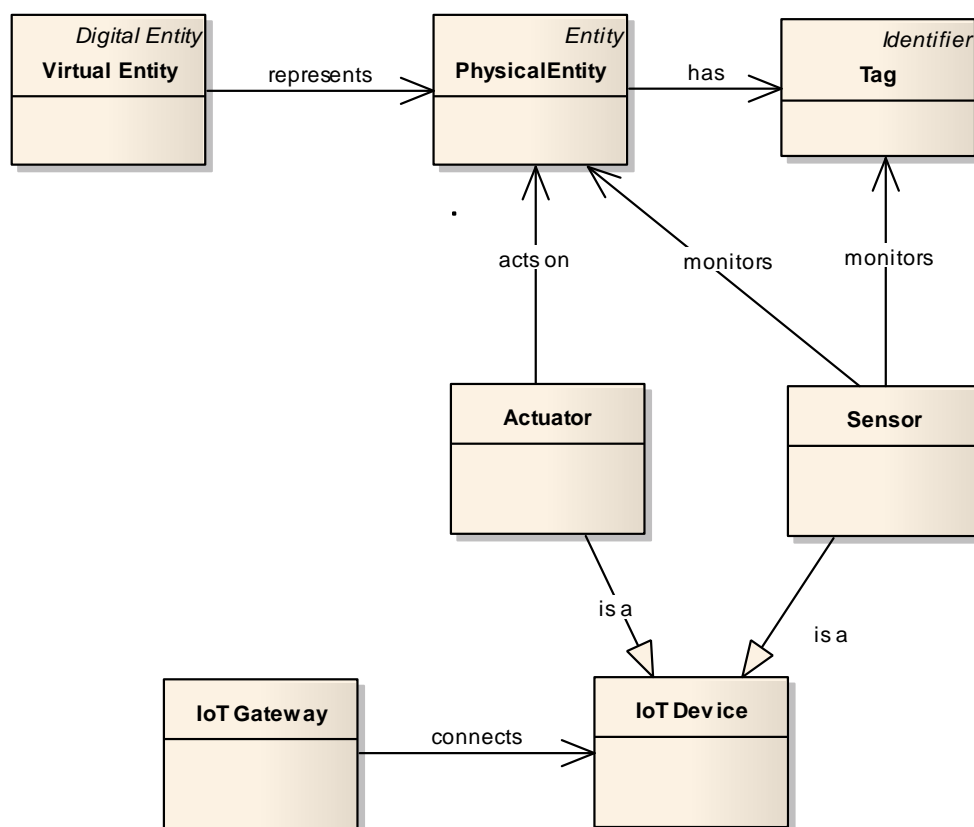 Digital Entity
Virtual Entity
represents
Entity
PhysicalEntity
has
Identifier
Tag
acts on
monitors
monitors
Actuator
Sensor
is a
is a
IoT Gateway
connects
IoT Device